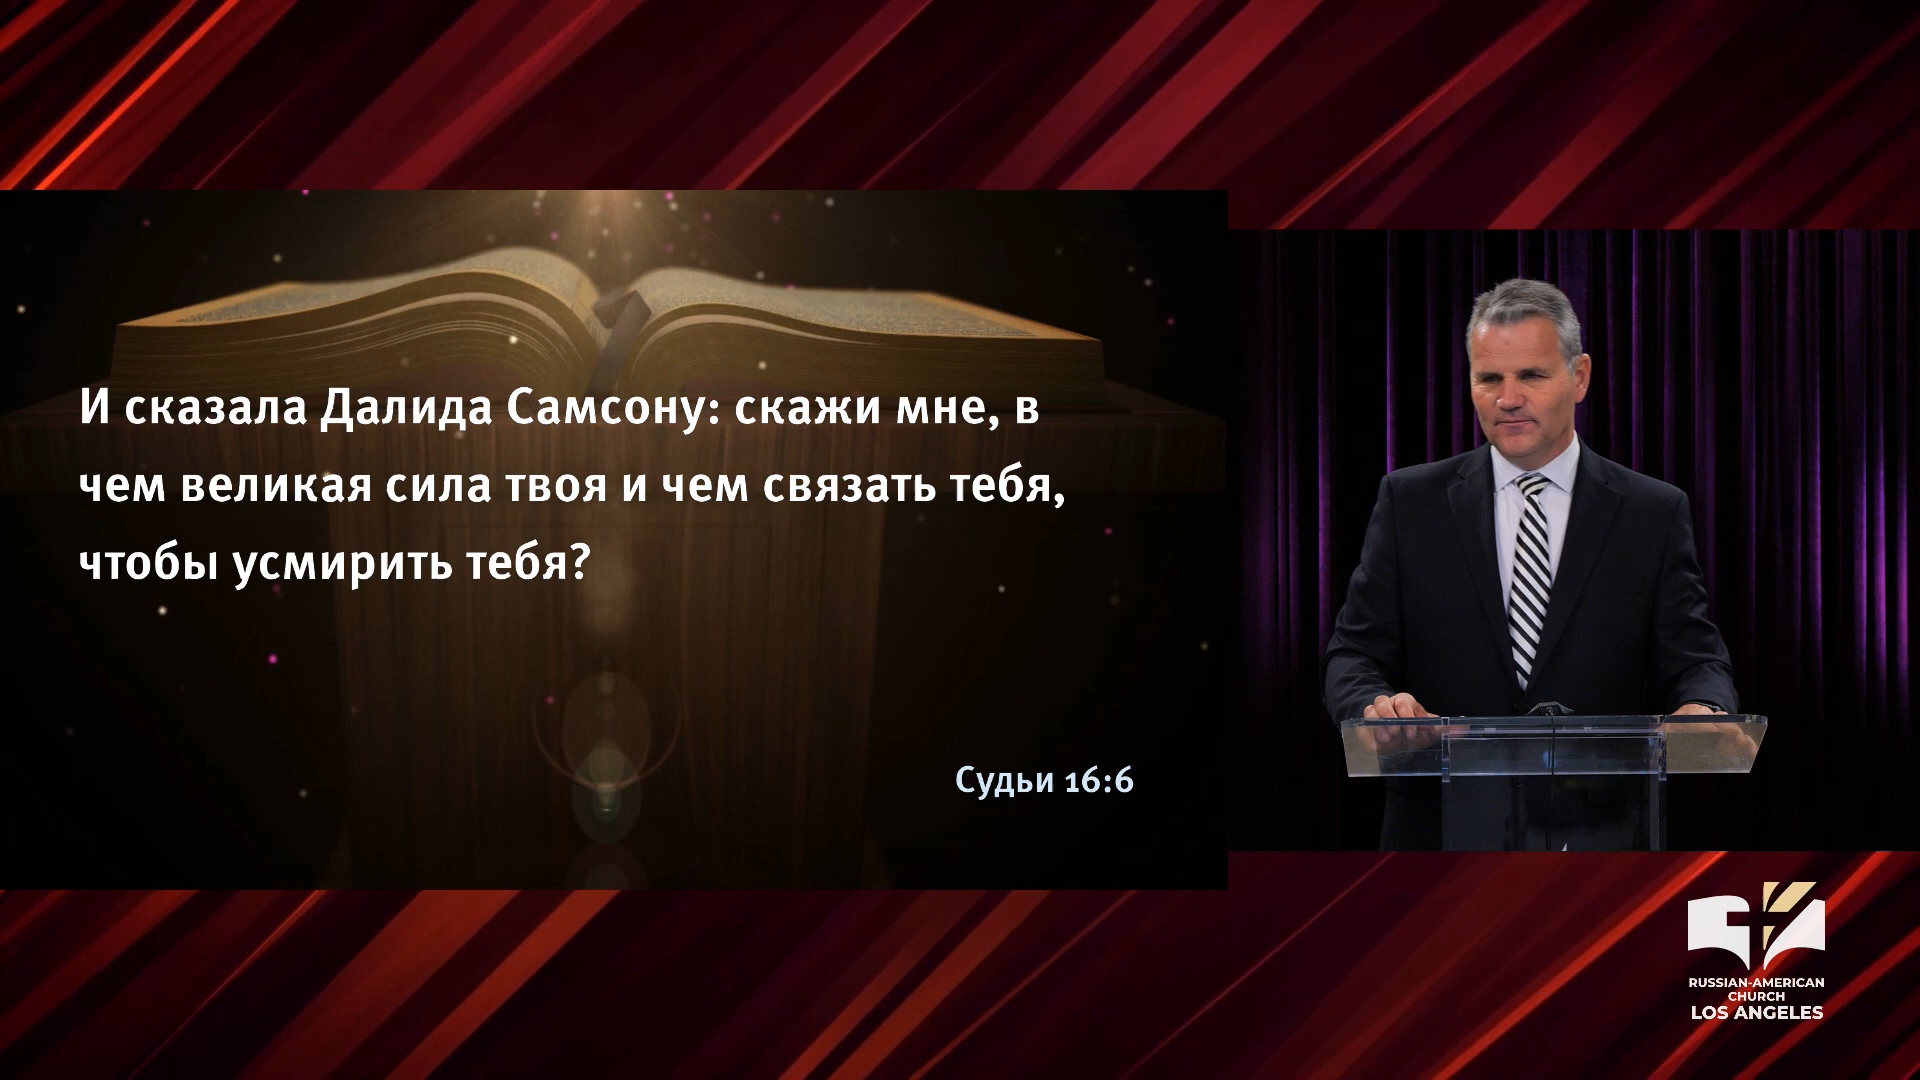 И сказала Далида Самсону: скажи мне, в
чем великая сила твоя и чем связать тебя,
чтобы усмирить тебя?
Судьи 16:6
RUSSIAN-AMERICAN
CHURCH
LOS ANGELES